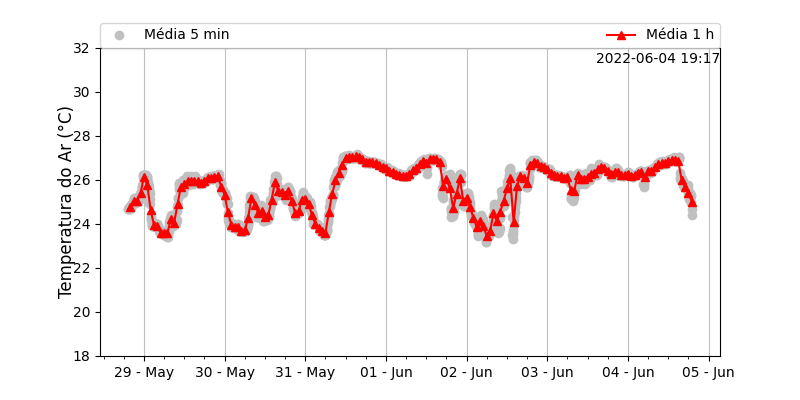 Média 5 min
Média 1 h
2022-06-04 19:17
Temperatura do Ar (°C)
32
30
28
26
24
22
20
18
29 - May
30 - May
31 - May
01 - Jun
02 - Jun
03 - Jun
04 - Jun
05 - Jun